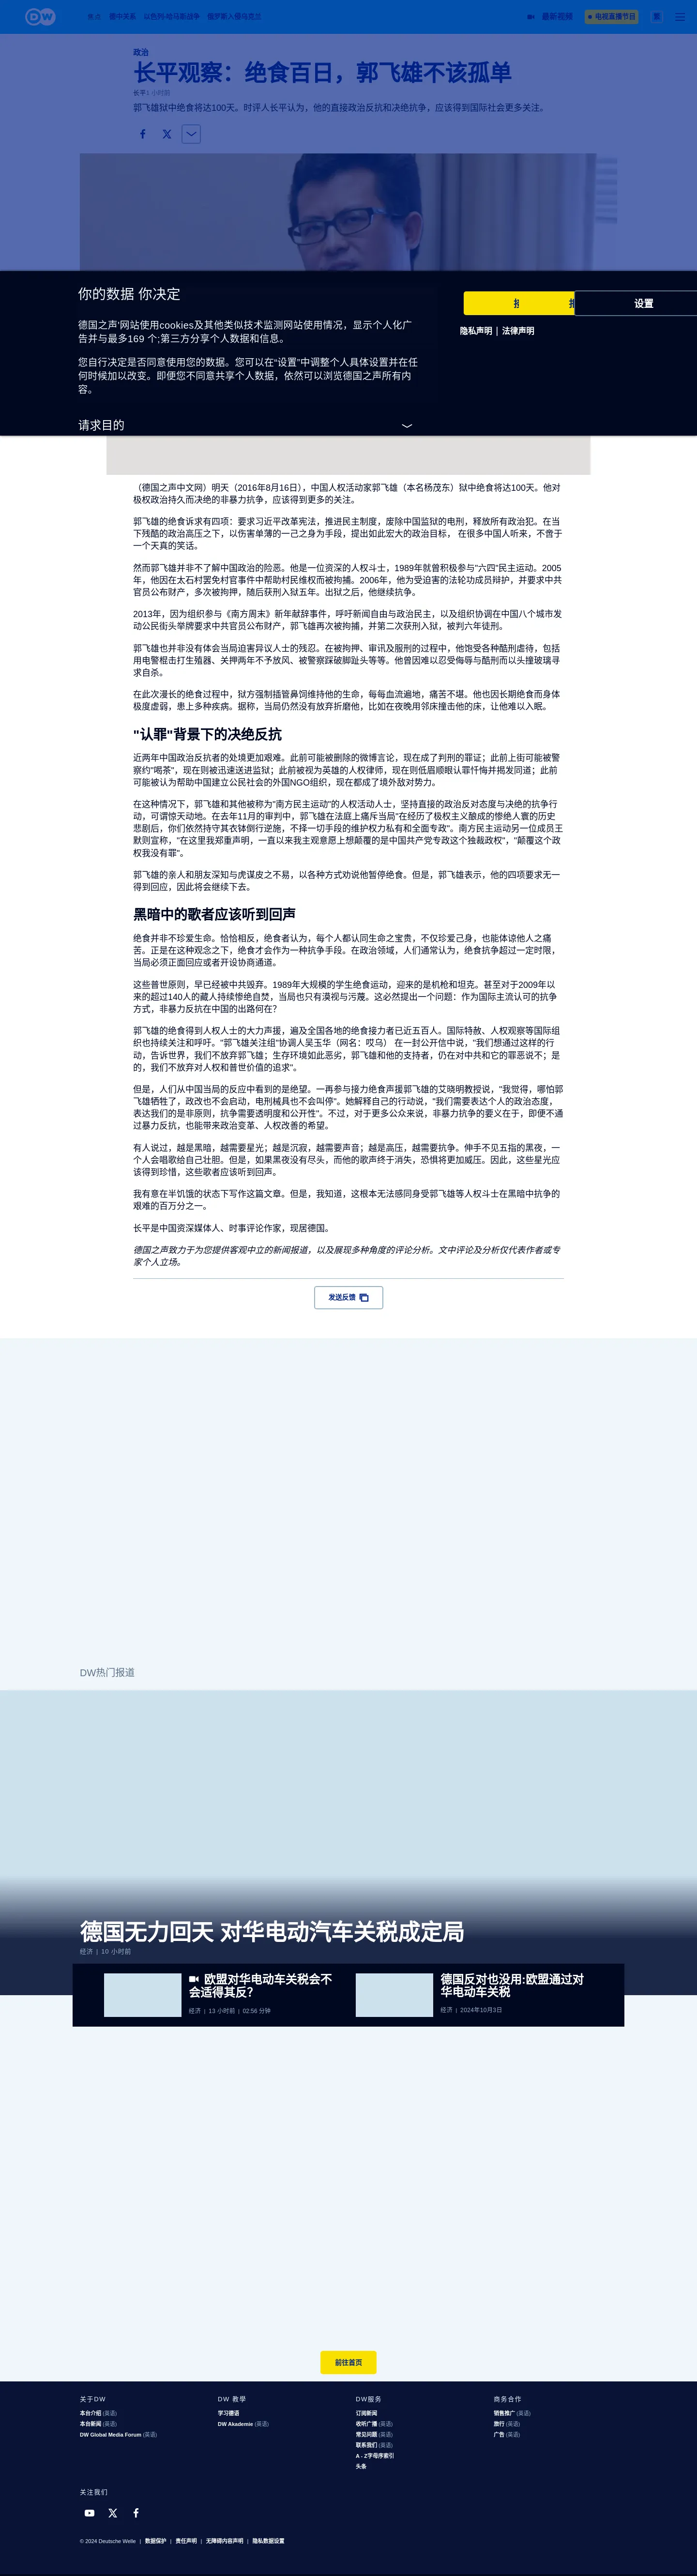 DW
焦点 德中关系 以色列-哈马斯战争 俄罗斯入侵乌克兰 最新视频 电视直播节目 繁
政治
长平观察：绝食百日，郭飞雄不该孤单
长平2小时前
郭飞雄狱中绝食将达100天。时评人长平认为，他的直接政治反抗和决绝抗争，应该得到国际社会更多关注。
你的数据 你决定
德国之声'网站使用cookies及其他类似技术监测网站使用情况，显示个人化广
告并与最多169 个;第三方分享个人数据和信息。
您自行决定是否同意使用您的数据。您可以在“设置”中调整个人具体设置并在任
何时候加以改变。即便您不同意共享个人数据，依然可以浏览德国之声所有内
容。
设置
隐私声明 | 法律声明
请求目的
（德国之声中文网）明天（2016年8月16日），中国人权活动家郭飞雄（本名杨茂东）狱中绝食将达100天。他对
极权政治持久而决绝的非暴力抗争，应该得到更多的关注。
郭飞雄的绝食诉求有四项：要求习近平改革宪法，推进民主制度，废除中国监狱的电刑，释放所有政治犯。在当
下残酷的政治高压之下，以伤害单薄的一己之身为手段，提出如此宏大的政治目标， 在很多中国人听来，不啻于
一个天真的笑话。
然而郭飞雄并非不了解中国政治的险恶。他是一位资深的人权斗士，1989年就曾积极参与"六四"民主运动。2005
年，他因在太石村罢免村官事件中帮助村民维权而被拘捕。2006年，他为受迫害的法轮功成员辩护，并要求中共
官员公布财产，多次被拘押，随后获刑入狱五年。出狱之后，他继续抗争。
2013年，因为组织参与《南方周末》新年献辞事件，呼吁新闻自由与政治民主，以及组织协调在中国八个城市发
动公民街头举牌要求中共官员公布财产，郭飞雄再次被拘捕，并第二次获刑入狱，被判六年徒刑。
郭飞雄也并非没有体会当局迫害异议人士的残忍。在被拘押、审讯及服刑的过程中，他饱受各种酷刑虐待，包括
用电警棍击打生殖器、关押两年不予放风、被警察踩破脚趾头等等。他曾因难以忍受侮辱与酷刑而以头撞玻璃寻
求自杀。
在此次漫长的绝食过程中，狱方强制插管鼻饲维持他的生命，每每血流遍地，痛苦不堪。他也因长期绝食而身体
极度虚弱，患上多种疾病。据称，当局仍然没有放弃折磨他，比如在夜晚用邻床撞击他的床，让他难以入眠。
"认罪"背景下的决绝反抗
近两年中国政治反抗者的处境更加艰难。此前可能被删除的微博言论，现在成了判刑的罪证；此前上街可能被警
察约"喝茶"，现在则被迅速送进监狱；此前被视为英雄的人权律师，现在则低眉顺眼认罪忏悔并揭发同道；此前
可能被认为帮助中国建立公民社会的外国NGO组织，现在都成了境外敌对势力。
在这种情况下，郭飞雄和其他被称为"南方民主运动"的人权活动人士，坚持直接的政治反对态度与决绝的抗争行
动，可谓惊天动地。在去年11月的审判中，郭飞雄在法庭上痛斥当局"在经历了极权主义酿成的惨绝人寰的历史
悲剧后，你们依然持守其衣钵倒行逆施，不择一切手段的维护权力私有和全面专政"。南方民主运动另一位成员王
默则宣称，"在这里我郑重声明，一直以来我主观意愿上想颠覆的是中国共产党专政这个独裁政权"，"颠覆这个政
权我没有罪"。
郭飞雄的亲人和朋友深知与虎谋皮之不易，以各种方式劝说他暂停绝食。但是，郭飞雄表示，他的四项要求无一
得到回应，因此将会继续下去。
黑暗中的歌者应该听到回声
绝食并非不珍爱生命。恰恰相反，绝食者认为，每个人都认同生命之宝贵，不仅珍爱己身，也能体谅他人之痛
苦。正是在这种观念之下，绝食才会作为一种抗争手段。在政治领域，人们通常认为，绝食抗争超过一定时限，
当局必须正面回应或者开设协商通道。
这些普世原则，早已经被中共毁弃。1989年大规模的学生绝食运动，迎来的是机枪和坦克。甚至对于2009年以
来的超过140人的藏人持续惨绝自焚，当局也只有漠视与污蔑。这必然提出一个问题：作为国际主流认可的抗争
方式，非暴力反抗在中国的出路何在？
郭飞雄的绝食得到人权人士的大力声援，遍及全国各地的绝食接力者已近五百人。国际特赦、人权观察等国际组
织也持续关注和呼吁。"郭飞雄关注组"协调人吴玉华（网名：哎乌） 在一封公开信中说，"我们想通过这样的行
动，告诉世界，我们不放弃郭飞雄；生存环境如此恶劣，郭飞雄和他的支持者，仍在对中共和它的罪恶说不；是
的，我们不放弃对人权和普世价值的追求"。
但是，人们从中国当局的反应中看到的是绝望。一再参与接力绝食声援郭飞雄的艾晓明教授说，"我觉得，哪怕郭
飞雄牺牲了，政改也不会启动，电刑械具也不会叫停"。她解释自己的行动说，"我们需要表达个人的政治态度，
表达我们的是非原则，抗争需要透明度和公开性"。不过，对于更多公众来说，非暴力抗争的要义在于，即便不通
过暴力反抗，也能带来政治变革、人权改善的希望。
有人说过，越是黑暗，越需要星光；越是沉寂，越需要声音；越是高压，越需要抗争。伸手不见五指的黑夜，一
个人会唱歌给自己壮胆。但是，如果黑夜没有尽头，而他的歌声终于消失，恐惧将更加威压。因此，这些星光应
该得到珍惜，这些歌者应该听到回声。
我有意在半饥饿的状态下写作这篇文章。但是，我知道，这根本无法感同身受郭飞雄等人权斗士在黑暗中抗争的
艰难的百万分之一。
长平是中国资深媒体人、时事评论作家，现居德国。
德国之声致力于为您提供客观中立的新闻报道，以及展现多种角度的评论分析。文中评论及分析仅代表作者或专
家个人立场。
发送反馈
DW热门报道
德国无力回天 对华电动汽车关税成定局
经济 | 10 小时前
欧盟对华电动车关税会不
会适得其反？
经济 | 13 小时前 | 02:56 分钟
德国反对也没用:欧盟通过对
华电动车关税
经济 | 2024年10月3日
前往首页
关于DW
本台介绍 (英语)
本台新闻 (英语)
DW Global Media Forum (英语)
DW 教學
学习德语
DW Akademie (英语)
DW服务
订阅新闻
收听广播 (英语)
常见问题 (英语)
联系我们 (英语)
A - Z字母序索引
头条
商务合作
销售推广 (英语)
旅行 (英语)
广告 (英语)
关注我们
© 2024 Deutsche Welle | 数据保护 | 责任声明 | 无障碍内容声明 | 隐私数据设置